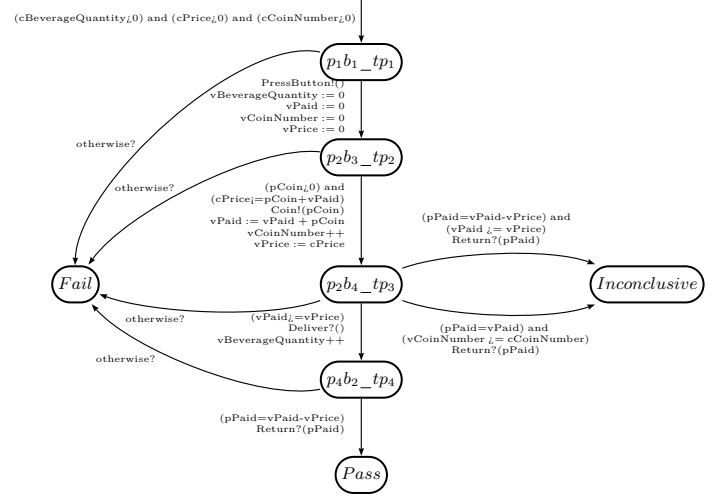 (cBeverageQuantity¿0) and (cPrice¿0) and (cCoinNumber¿0)
p1b1_tp1
PressButton!()
vBeverageQuantity := 0
vPaid := 0
vCoinNumber := 0
vPrice := 0
otherwise?
p2b3_tp2
otherwise?
(pCoin¿0) and
(cPrice¡=pCoin+vPaid)
Coin!(pCoin)
vPaid := vPaid + pCoin
vCoinNumber++
vPrice := cPrice
(pPaid=vPaid-vPrice) and
(vPaid ¿= vPrice)
Return?(pPaid)
Fail
p2b4_tp3
Inconclusive
otherwise?
(vPaid¿=vPrice)
Deliver?()
vBeverageQuantity++
(pPaid=vPaid) and
(vCoinNumber ¿= cCoinNumber)
Return?(pPaid)
otherwise?
p4b2_tp4
(pPaid=vPaid-vPrice)
Return?(pPaid)
Pass